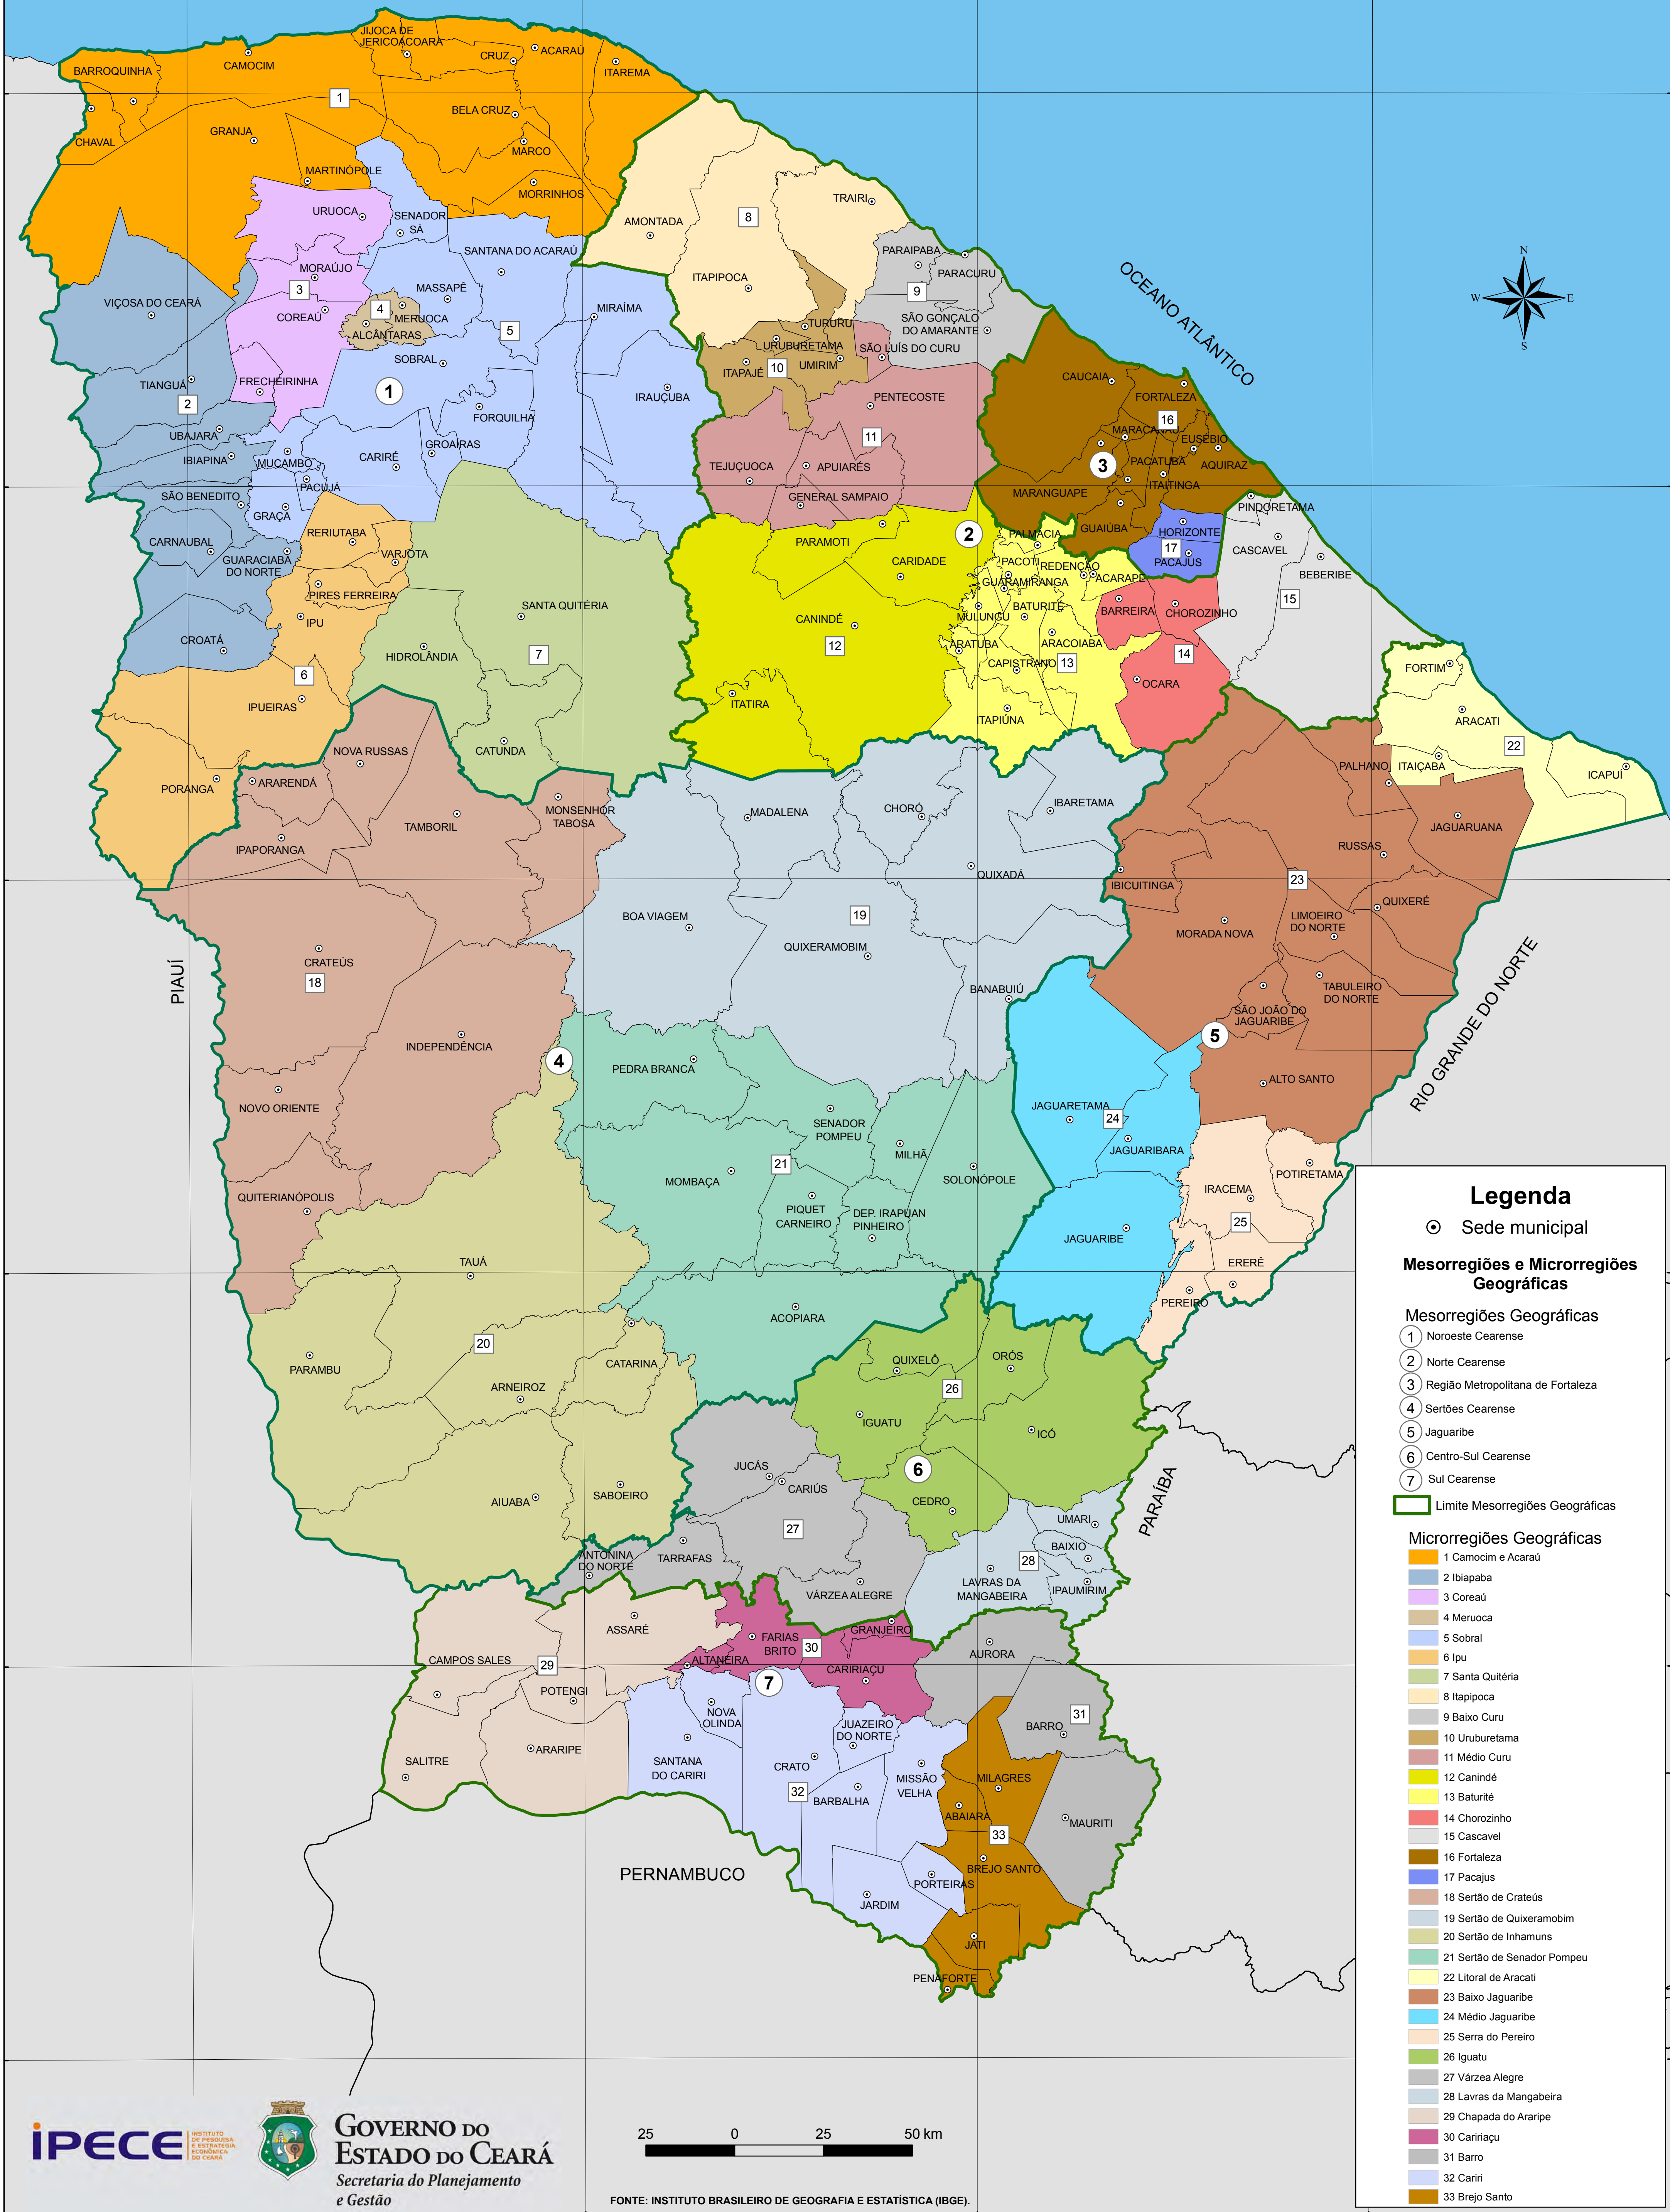 JIJOCA DE
JERICOACOARA
CRUZ
ACARAÚ
ITAREMA
BARROQUINHA
CAMOCIM
1
BELA CRUZ
CHAVAL
GRANJA
MARCO
MARTINÓPOLE
MORRINHOS
URUOCA
SENADOR
SÁ
AMONTADA
8
TRAIRI
SANTANA DO ACARAÚ
PARAIPABA
PARACURU
MORAÚJO
ITAPIPOCA
3
MASSAPÊ
9
VIÇOSA DO CEARÁ
4
MERUOCA
MIRAÍMA
COREAÚ
ALCÂNTARAS
5
TURURU
SÃO GONÇALO
DO AMARANTE
URUBURETAMA
SÃO LUÍS DO CURU
SOBRAL
ITAPAJÉ
10
UMIRIM
OCEANO ATLÂNTICO
N
W
E
S
TIANGUÁ
FRECHEIRINHA
1
IRAUÇUBA
CAUCAIA
FORTALEZA
2
PENTECOSTE
FORQUILHA
16
UBAJARA
MARACANAÚ
11
EUSÉBIO
GROAÍRAS
IBIAPINA
MUCAMBO
CARIRÉ
TEJUÇUOCA
APUIARÉS
3
PACATUBA
AQUIRAZ
PACUJÁ
ITAITINGA
SÃO BENEDITO
GENERAL SAMPAIO
MARANGUAPE
GRAÇA
PINDORETAMA
RERIUTABA
GUAIÚBA
HORIZONTE
CARNAUBAL
PARAMOTI
2
PALMÁCIA
VARJOTA
17
CASCAVEL
GUARACIABA
DO NORTE
CARIDADE
PACOTI
REDENÇÃO
PACAJUS
BEBERIBE
GUARAMIRANGA
ACARAPE
PIRES FERREIRA
15
SANTA QUITÉRIA
BATURITÉ
BARREIRA
CHOROZINHO
IPU
CANINDÉ
MULUNGU
CROATÁ
12
ARATUBA
ARACOIABA
HIDROLÂNDIA
7
CAPISTRANO
13
14
FORTIM
6
OCARA
IPUEIRAS
ITATIRA
ITAPIÚNA
ARACATI
NOVA RUSSAS
CATUNDA
22
PALHANO
ITAIÇABA
ICAPUÍ
PORANGA
ARARENDÁ
MONSENHOR
TABOSA
MADALENA
CHORÓ
IBARETAMA
TAMBORIL
JAGUARUANA
IPAPORANGA
RUSSAS
QUIXADÁ
IBICUITINGA
23
QUIXERÉ
BOA VIAGEM
19
LIMOEIRO
DO NORTE
MORADA NOVA
QUIXERAMOBIM
CRATEÚS
PIAUÍ
18
BANABUIÚ
TABULEIRO
DO NORTE
SÃO JOÃO DO
JAGUARIBE
RIO GRANDE DO NORTE
INDEPENDÊNCIA
4
5
PEDRA BRANCA
ALTO SANTO
NOVO ORIENTE
JAGUARETAMA
24
SENADOR
POMPEU
MILHÃ
JAGUARIBARA
21
MOMBAÇA
SOLONÓPOLE
POTIRETAMA
QUITERIANÓPOLIS
IRACEMA
PIQUET
CARNEIRO
DEP. IRAPUAN
PINHEIRO
25
JAGUARIBE
TAUÁ
ERERÊ
PEREIRO
ACOPIARA
20
PARAMBU
CATARINA
QUIXELÔ
ORÓS
ARNEIROZ
26
IGUATU
ICÓ
JUCÁS
6
CARIÚS
AIUABA
SABOEIRO
CEDRO
PARAÍBA
UMARI
27
ANTONINA
DO NORTE
TARRAFAS
BAIXIO
28
LAVRAS DA
MANGABEIRA
IPAUMIRIM
VÁRZEA ALEGRE
ASSARÉ
FARIAS
BRITO
30
GRANJEIRO
AURORA
CAMPOS SALES
29
ALTANEIRA
CARIRIAÇU
7
POTENGI
NOVA
OLINDA
JUAZEIRO
DO NORTE
31
BARRO
ARARIPE
SALITRE
SANTANA
DO CARIRI
CRATO
MISSÃO
VELHA
MILAGRES
32
BARBALHA
ABAIARA
MAURITI
33
PERNAMBUCO
BREJO SANTO
PORTEIRAS
JARDIM
JATI
PENAFORTE
Legenda
Sede municipal
Mesorregiões e Microrregiões
Geográficas
Mesorregiões Geográficas
1 Noroeste Cearense
2 Norte Cearense
3 Região Metropolitana de Fortaleza
4 Sertões Cearense
5 Jaguaribe
6 Centro-Sul Cearense
7 Sul Cearense
Limite Mesorregiões Geográficas
Microrregiões Geográficas
1 Camocim e Acaraú
2 Ibiapaba
3 Coreaú
4 Meruoca
5 Sobral
6 Ipu
7 Santa Quitéria
8 Itapipoca
9 Baixo Curu
10 Uruburetama
11 Médio Curu
12 Canindé
13 Baturité
14 Chorozinho
15 Cascavel
16 Fortaleza
17 Pacajus
18 Sertão de Crateús
19 Sertão de Quixeramobim
20 Sertão de Inhamuns
21 Sertão de Senador Pompeu
22 Litoral de Aracati
23 Baixo Jaguaribe
24 Médio Jaguaribe
25 Serra do Pereiro
26 Iguatu
27 Várzea Alegre
28 Lavras da Mangabeira
29 Chapada do Araripe
30 Caririaçu
31 Barro
32 Cariri
33 Brejo Santo
IPECE
INSTITUTO
DE PESQUISA
E ESTRATÉGIA
ECONÔMICA
DO CEARÁ
GOVERNO DO
ESTADO DO CEARÁ
Secretaria do Planejamento
e Gestão
25 0 25 50 km
FONTE: INSTITUTO BRASILEIRO DE GEOGRAFIA E ESTATÍSTICA (IBGE).